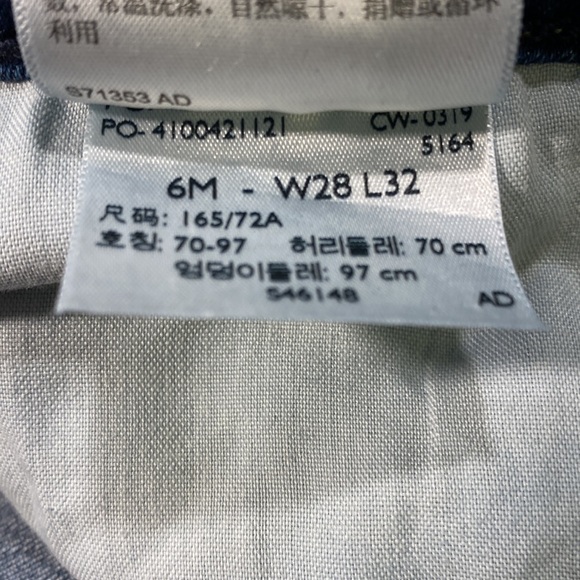 数, 常温洗涤, 自然晾干, 捐赠或循环
利用
S71353 AD
PO- 4100421121
CW- 0319
5164
6M - W28 L32
尺码: 165/72A
호칭: 70-97 허리둘레: 70 cm
엉덩이둘레: 97 cm
S46148
AD